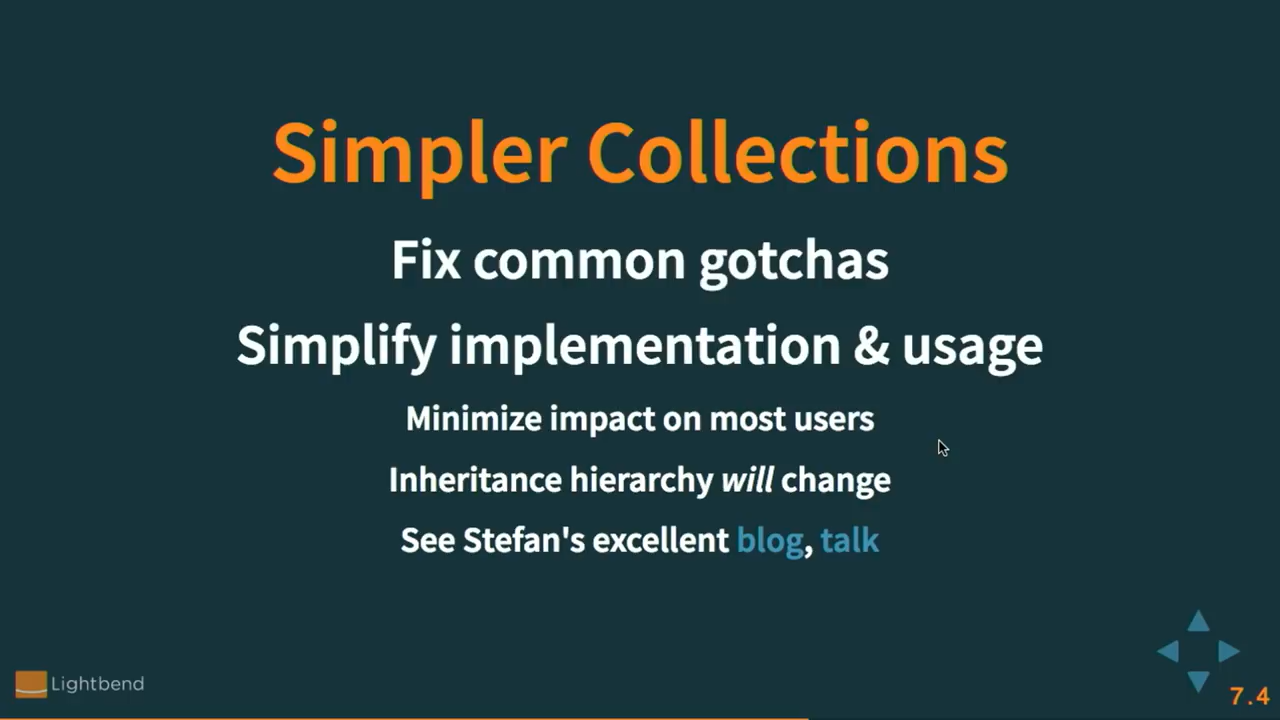 Simpler Collections
Fix common gotchas
Simplify implementation & usage
Minimize impact on most users
Inheritance hierarchy will change
See Stefan's excellent blog, talk
Lightbend
7.4